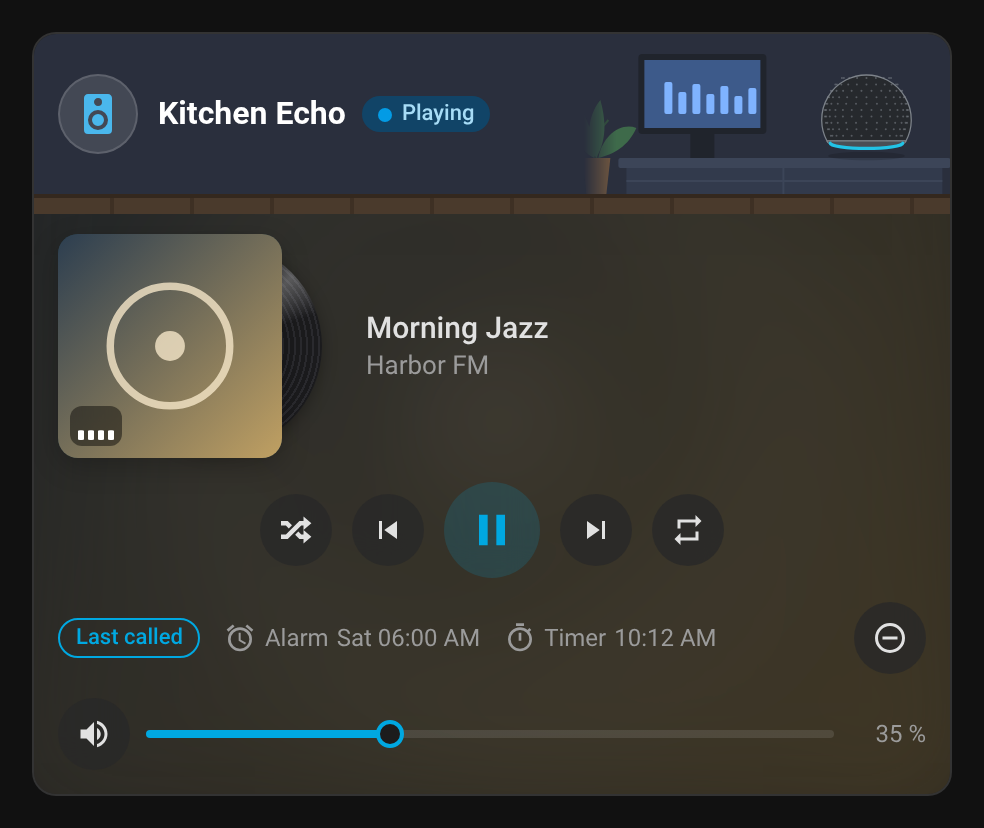 Kitchen Echo
Playing
Morning Jazz
Harbor FM
Last called
Alarm Sat 06:00 AM
Timer 10:12 AM
35 %